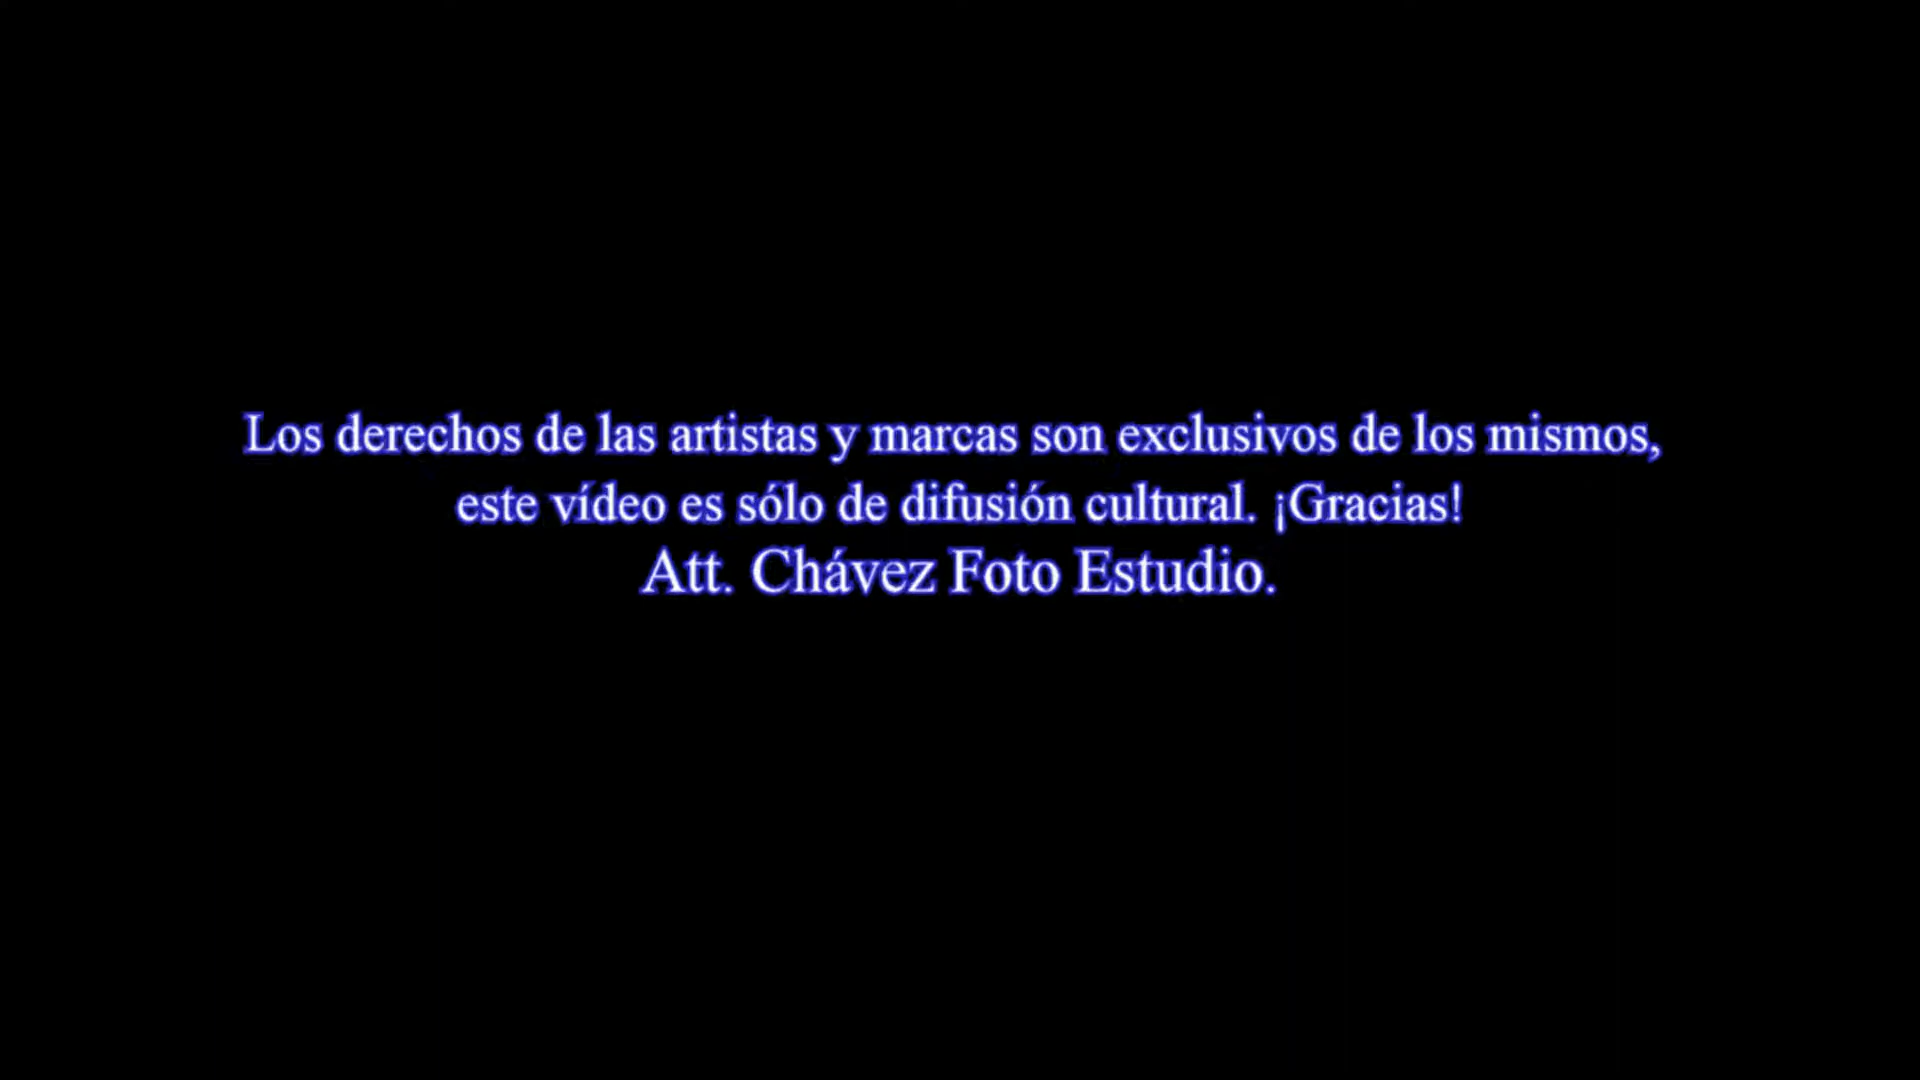 Los derechos de las artistas y marcas son exclusivos de los mismos,
este vídeo es sólo de difusión cultural. ¡Gracias!
Att. Chávez Foto Estudio.